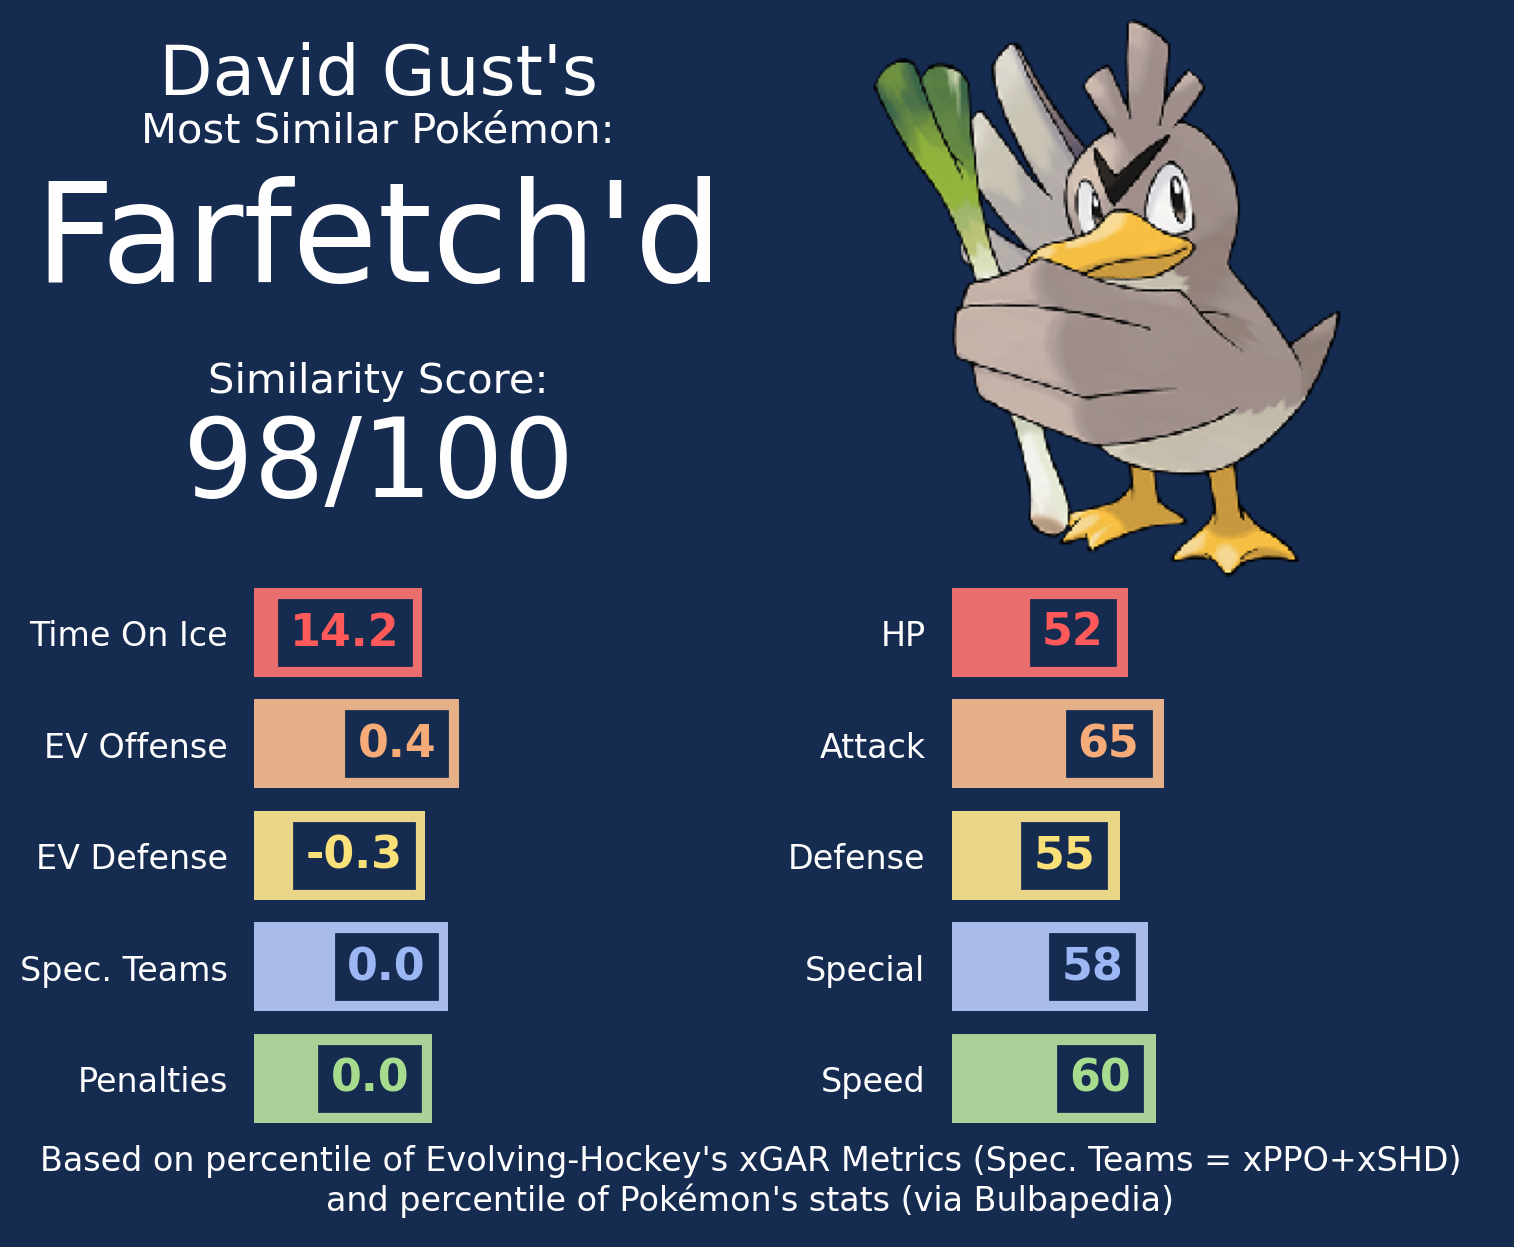 David Gust's
Most Similar Pokémon:
Farfetch'd
Similarity Score:
98/100
Time On Ice 14.2
EV Offense 0.4
EV Defense -0.3
Spec. Teams 0.0
Penalties 0.0
HP 52
Attack 65
Defense 55
Special 58
Speed 60
Based on percentile of Evolving-Hockey's xGAR Metrics (Spec. Teams = xPPO+xSHD)
and percentile of Pokémon's stats (via Bulbapedia)